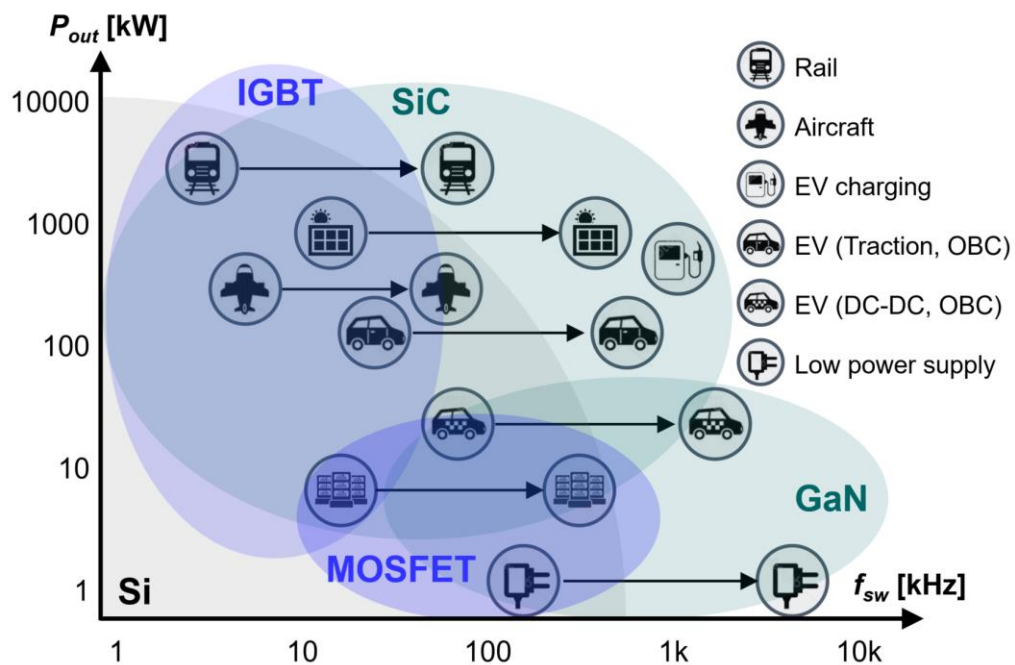 P_out [kW]
10000
1000
100
10
1
IGBT
SiC
MOSFET
GaN
Si
f_sw [kHz]
1
10
100
1k
10k
Rail
Aircraft
EV charging
EV (Traction, OBC)
EV (DC-DC, OBC)
Low power supply